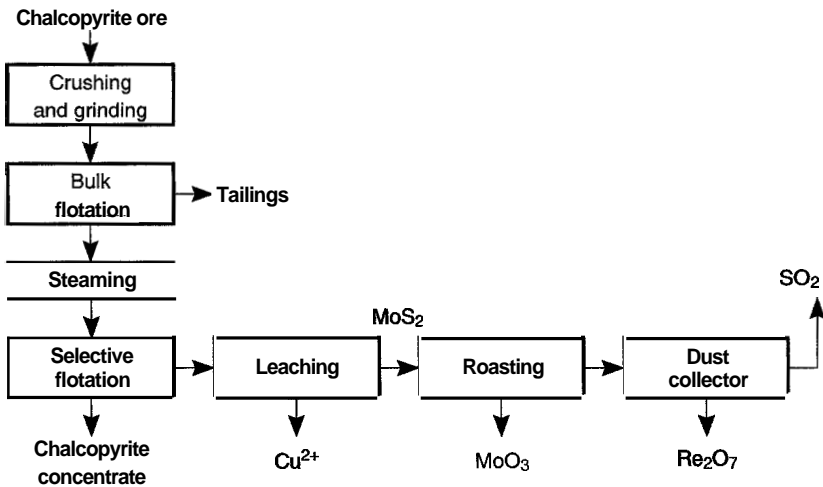 Chalcopyrite ore
Crushing
and grinding
Bulk
flotation
Tailings
Steaming
SO₂
MoS₂
Selective
flotation
Leaching
Roasting
Dust
collector
Chalcopyrite
concentrate
Cu²⁺
MoO₃
Re₂O₇